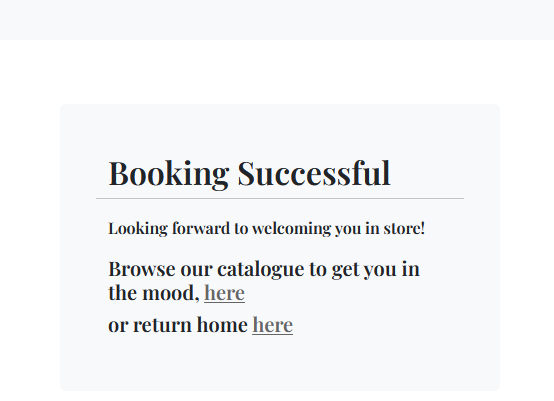 Booking Successful
Looking forward to welcoming you in store!
Browse our catalogue to get you in
the mood, here
or return home here